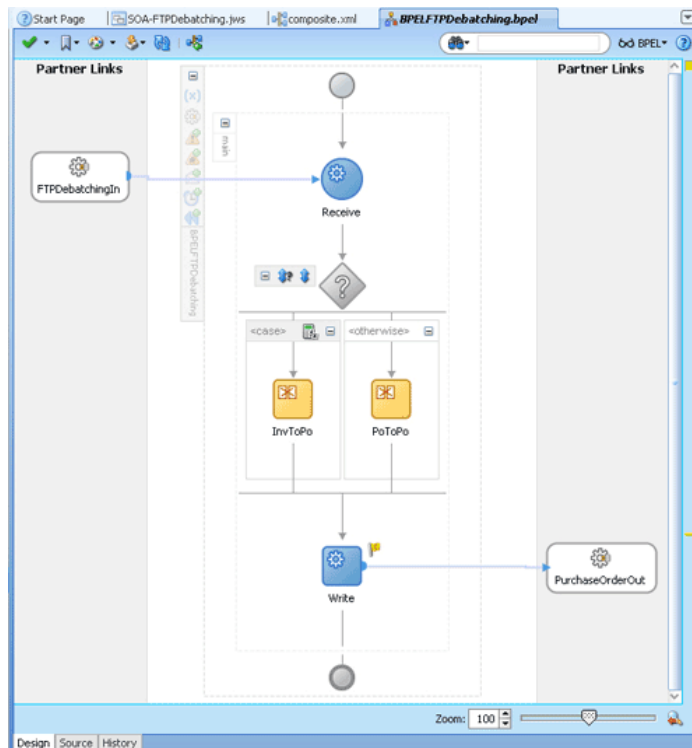 Start Page
SOA-FTPDebatching.jws
composite.xml
BPELFTPDebatching.bpel
BPEL
Partner Links
Partner Links
(x)
main
FTPDebatchingIn
Receive
BPELFTPDebatching
?
<case>
<otherwise>
InvToPo
PoToPo
Write
PurchaseOrderOut
Zoom: 100
Design Source History